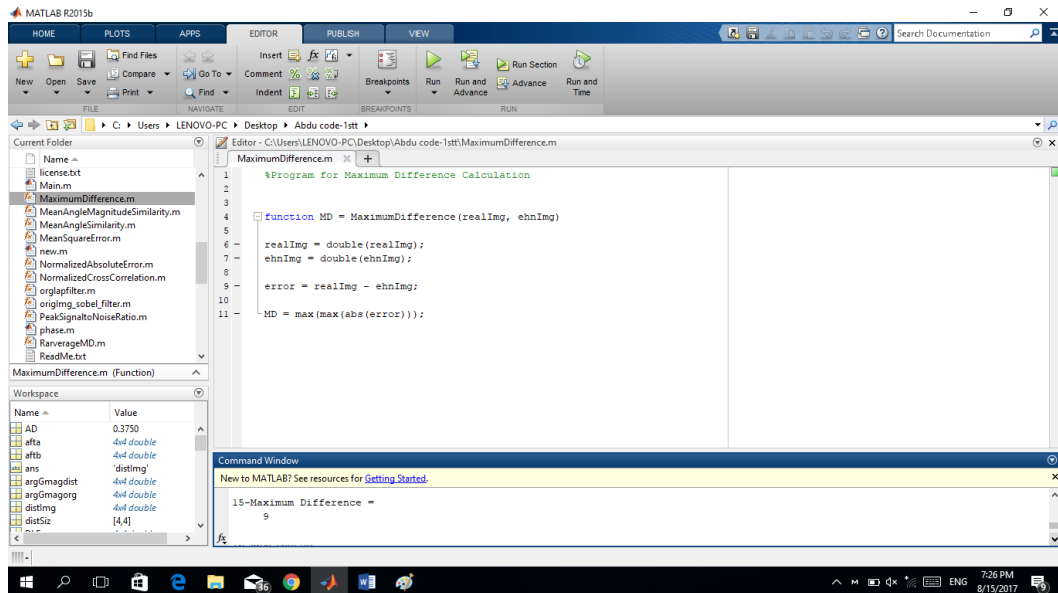 MATLAB R2015b
HOME PLOTS APPS EDITOR PUBLISH VIEW
Search Documentation
New Open Save
Find Files
Compare
Print
Go To
Find
Insert fx
Comment
Indent
Breakpoints
Run
Run and Advance
Run Section
Advance
Run and Time
FILE NAVIGATE EDIT BREAKPOINTS RUN
C: Users LENOVO-PC Desktop Abdu code-1stt
Current Folder
Name
license.txt
Main.m
MaximumDifference.m
MeanAngleMagnitudeSimilarity.m
MeanAngleSimilarity.m
MeanSquareError.m
new.m
NormalizedAbsoluteError.m
NormalizedCrossCorrelation.m
orglapfilter.m
origImg_sobel_filter.m
PeakSignaltoNoiseRatio.m
phase.m
RarverageMD.m
ReadMe.txt
MaximumDifference.m (Function)
Workspace
Name Value
AD 0.3750
afta 4x4 double
aftb 4x4 double
ans 'distImg'
argGmagdist 4x4 double
argGmagorg 4x4 double
distImg 4x4 double
distSiz [4,4]
Editor - C:\Users\LENOVO-PC\Desktop\Abdu code-1stt\MaximumDifference.m
MaximumDifference.m
1 %Program for Maximum Difference Calculation
2
3
4 function MD = MaximumDifference(realImg, ehnImg)
5
6 realImg = double(realImg);
7 ehnImg = double(ehnImg);
8
9 error = realImg - ehnImg;
10
11 MD = max(max(abs(error)));
Command Window
New to MATLAB? See resources for Getting Started.
15-Maximum Difference =
9
fx
36
ENG
7:26 PM
8/15/2017
9